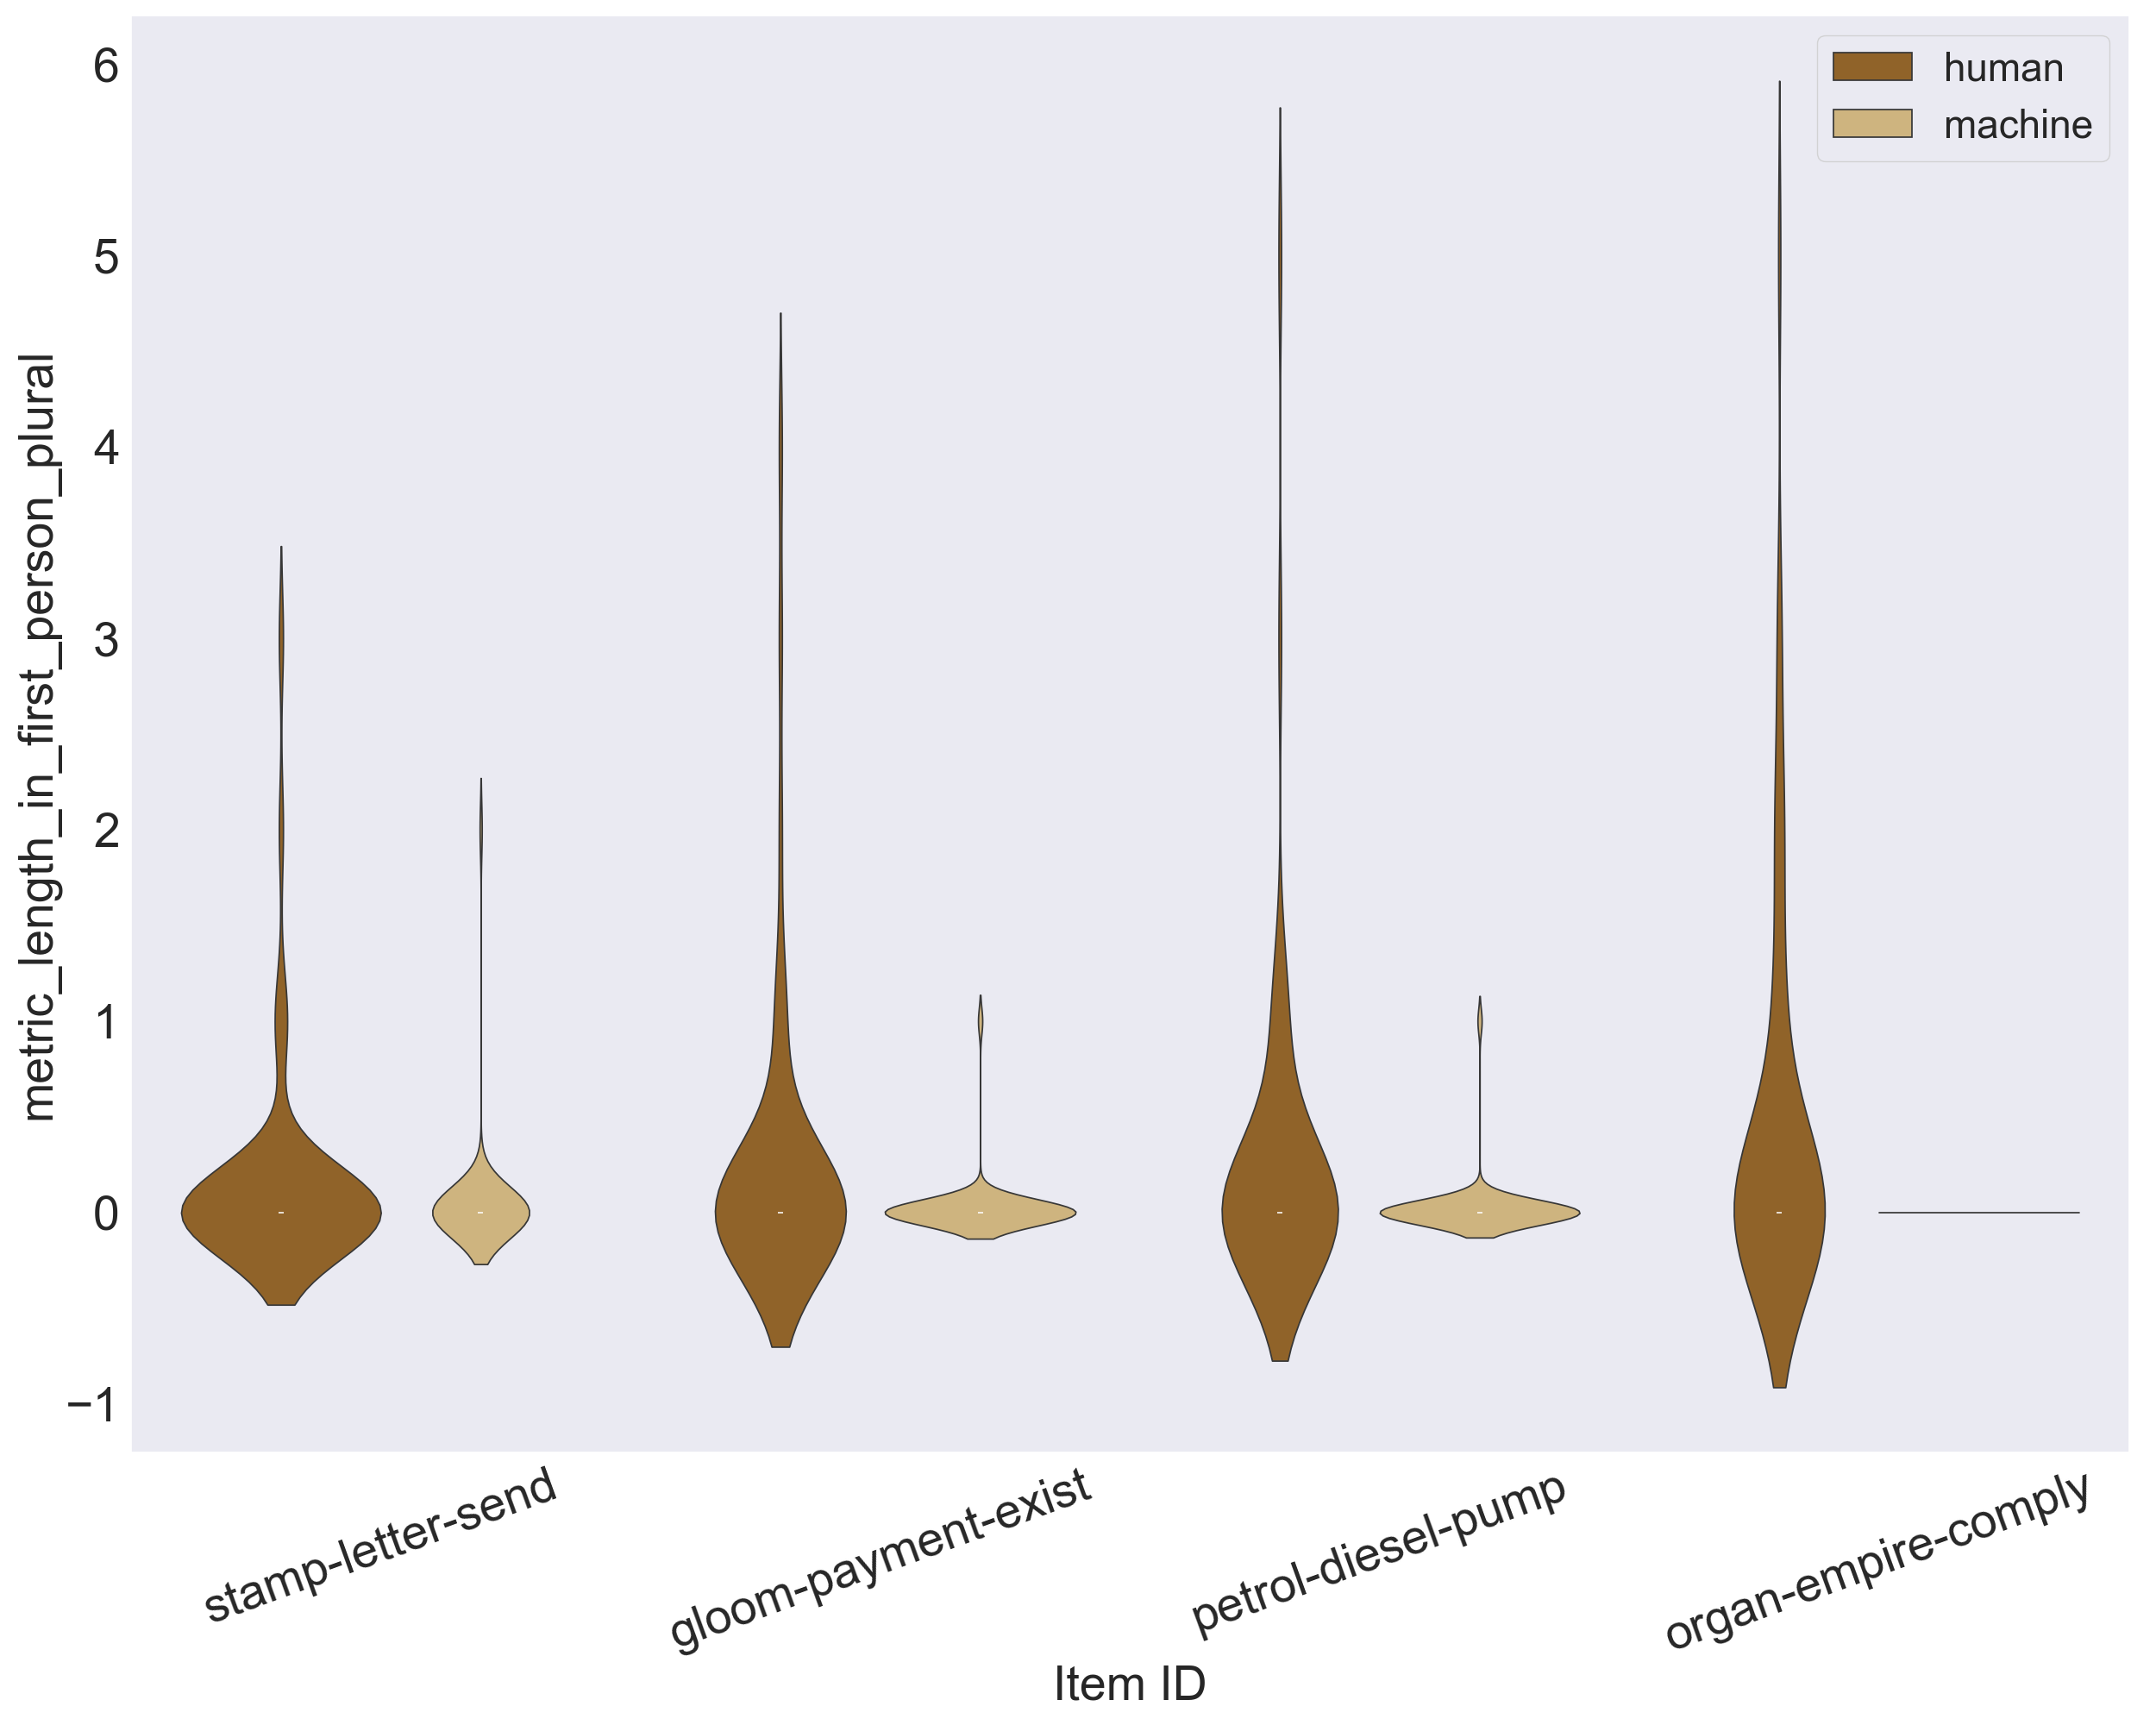 metric_length_in_first_person_plural
6
5
4
3
2
1
0
−1
human
machine
stamp-letter-send
gloom-payment-exist
petrol-diesel-pump
organ-empire-comply
Item ID